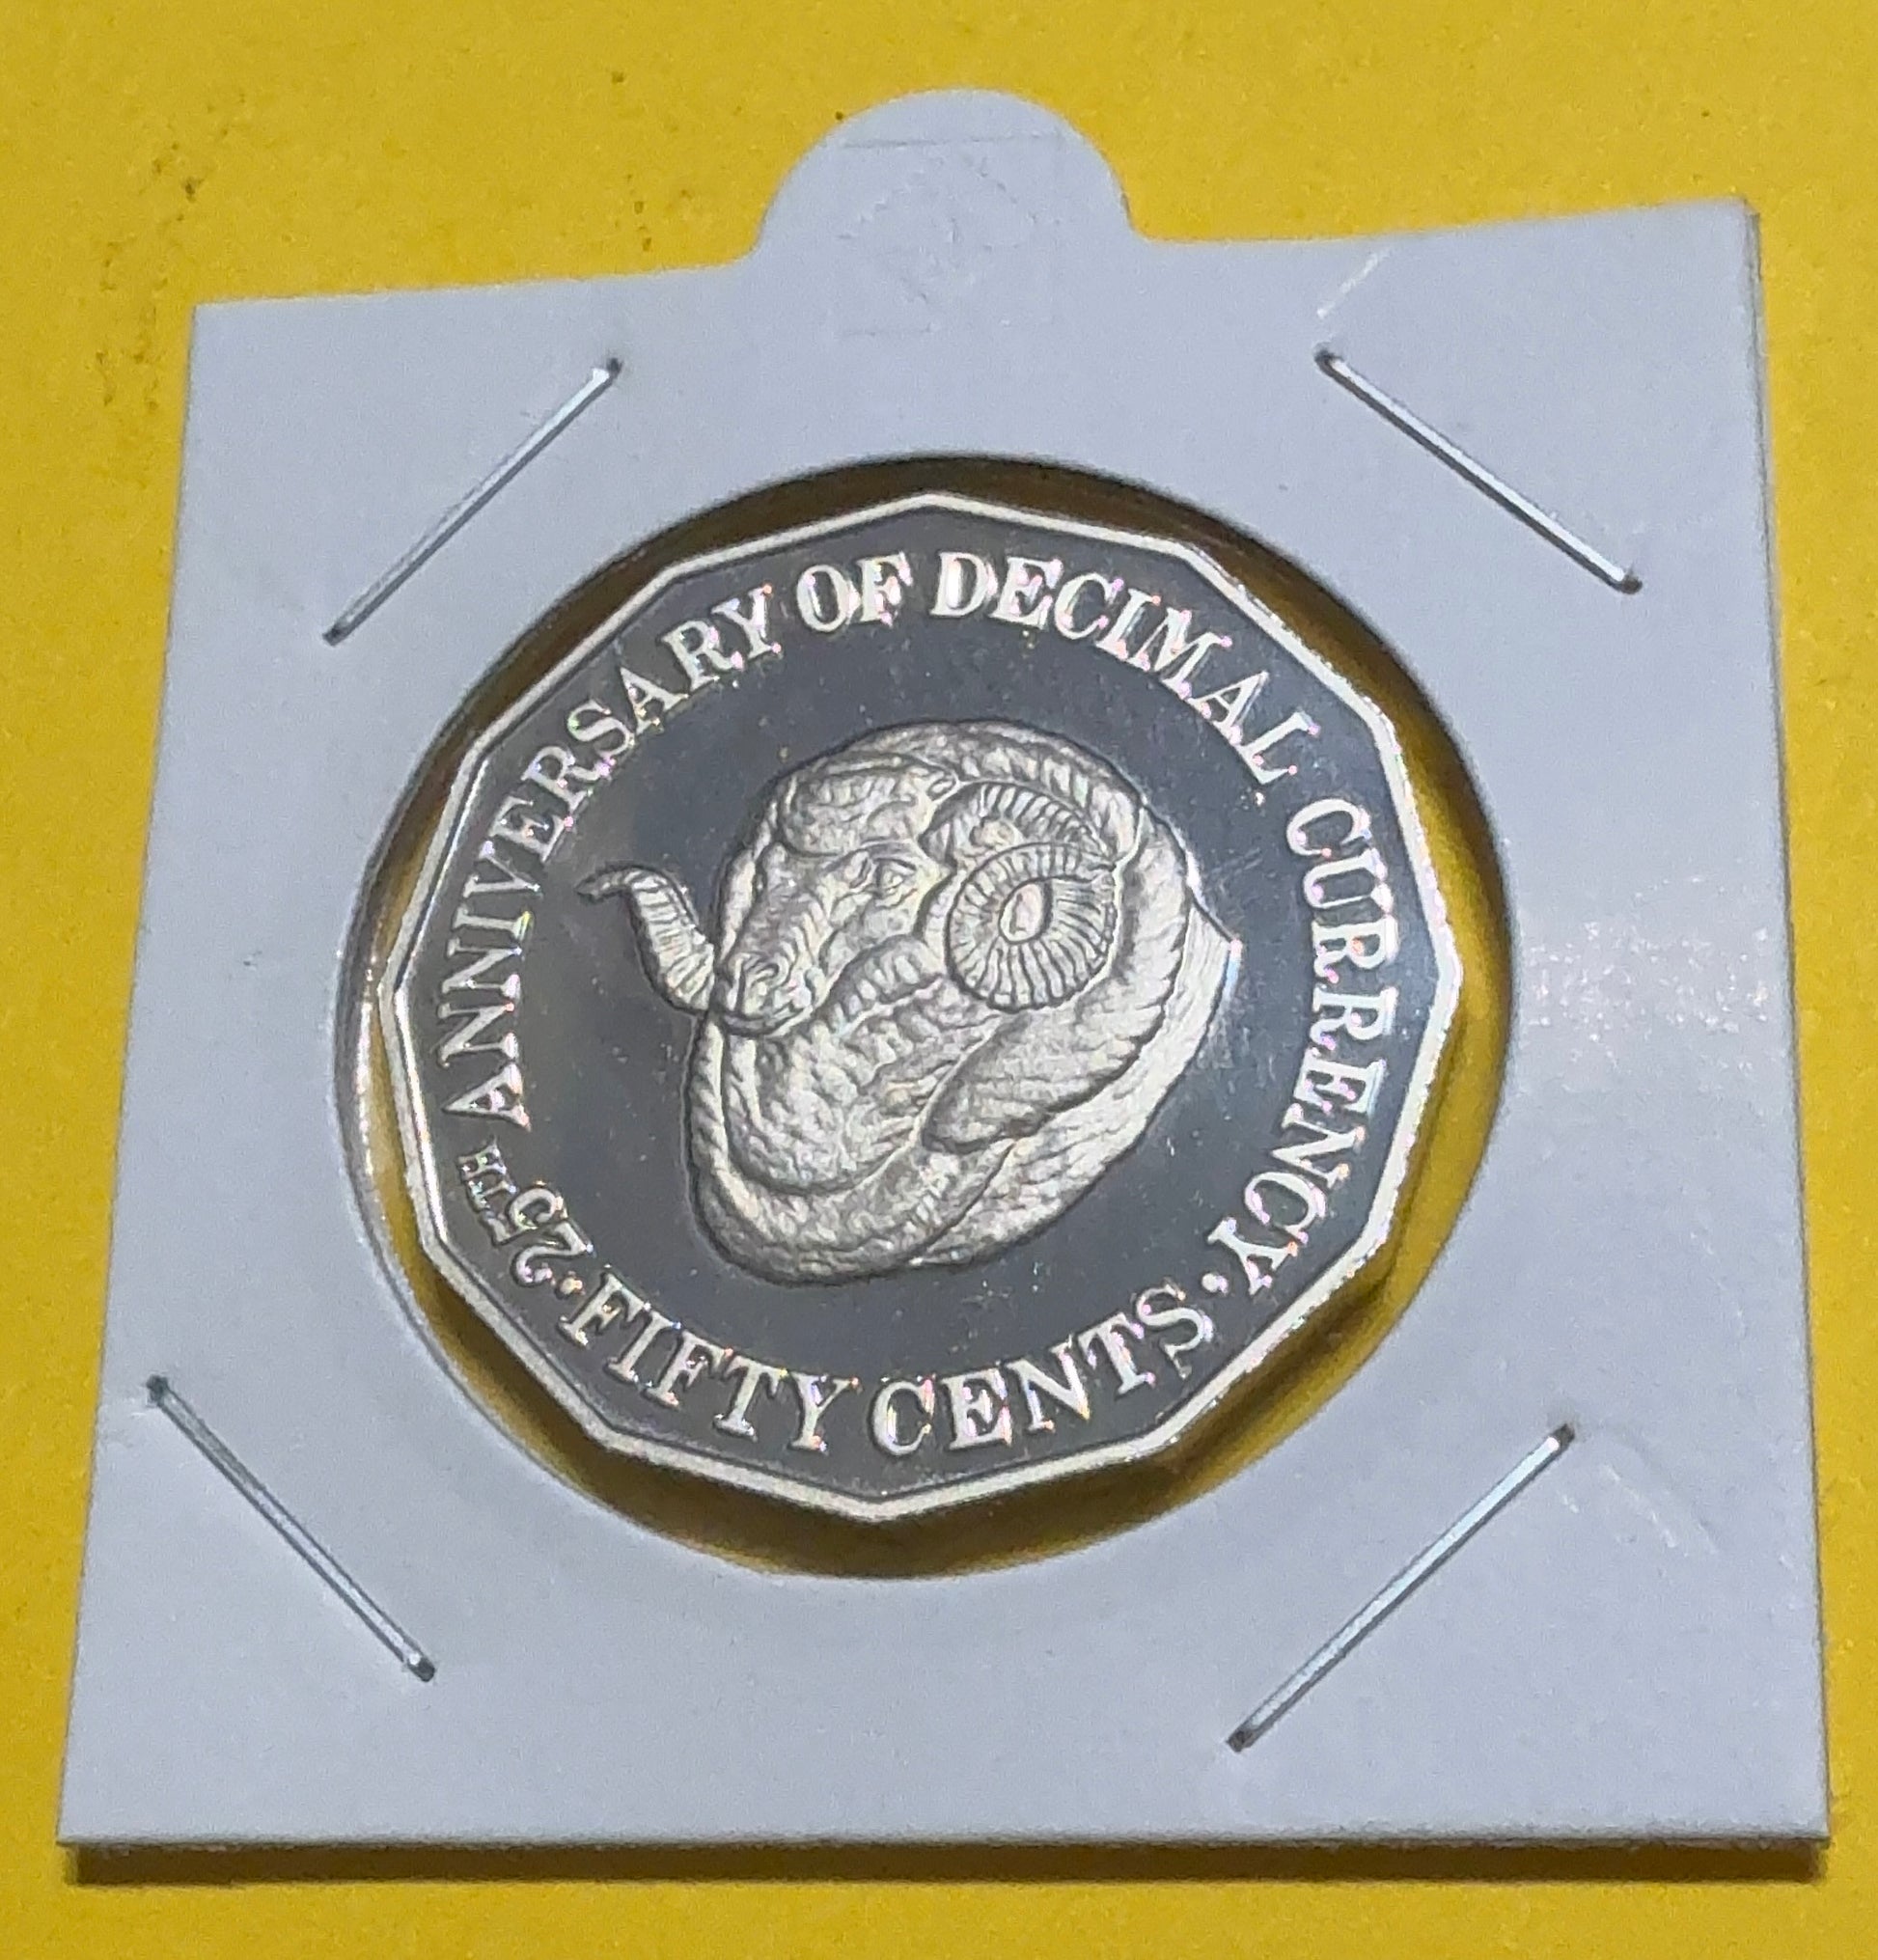 25TH ANNIVERSARY OF DECIMAL CURRENCY
• FIFTY CENTS •